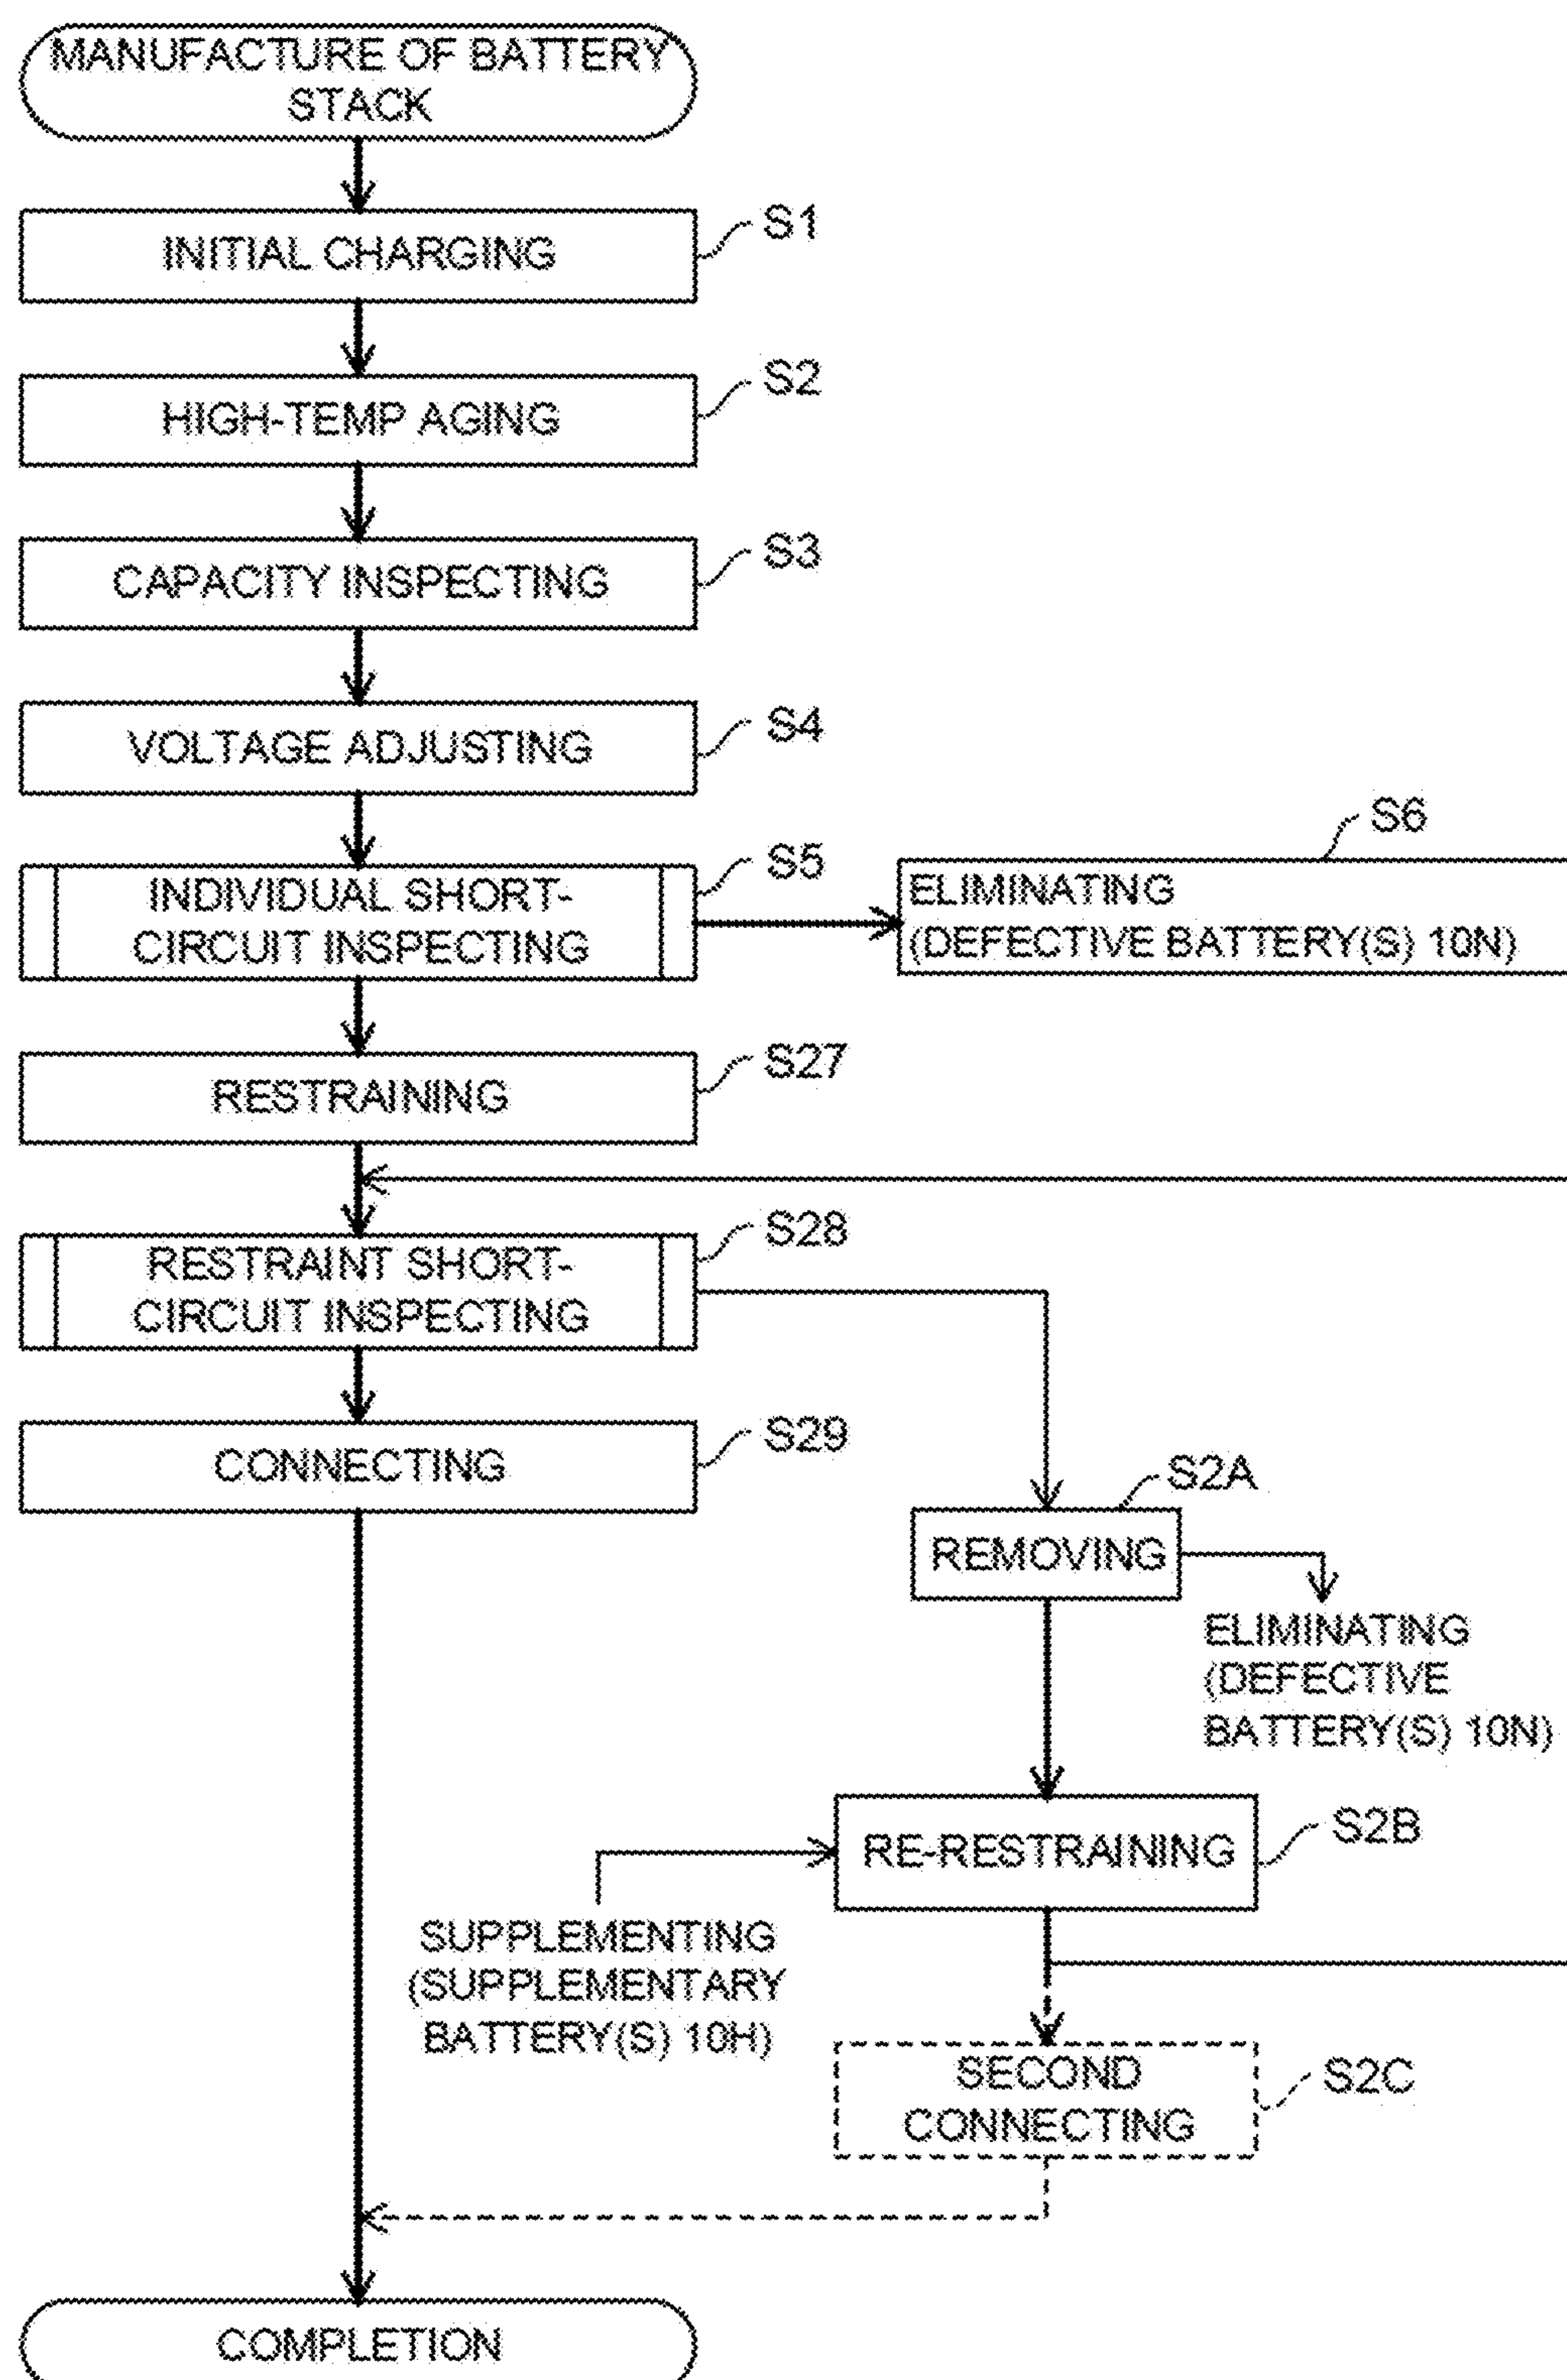 MANUFACTURE OF BATTERY
STACK
INITIAL CHARGING
S1
HIGH-TEMP AGING
S2
CAPACITY INSPECTING
S3
VOLTAGE ADJUSTING
S4
INDIVIDUAL SHORT-
CIRCUIT INSPECTING
S5
ELIMINATING
(DEFECTIVE BATTERY(S) 10N)
S6
RESTRAINING
S27
RESTRAINT SHORT-
CIRCUIT INSPECTING
S28
CONNECTING
S29
REMOVING
S2A
ELIMINATING
(DEFECTIVE
BATTERY(S) 10N)
RE-RESTRAINING
S2B
SUPPLEMENTING
(SUPPLEMENTARY
BATTERY(S) 10H)
SECOND
CONNECTING
S2C
COMPLETION